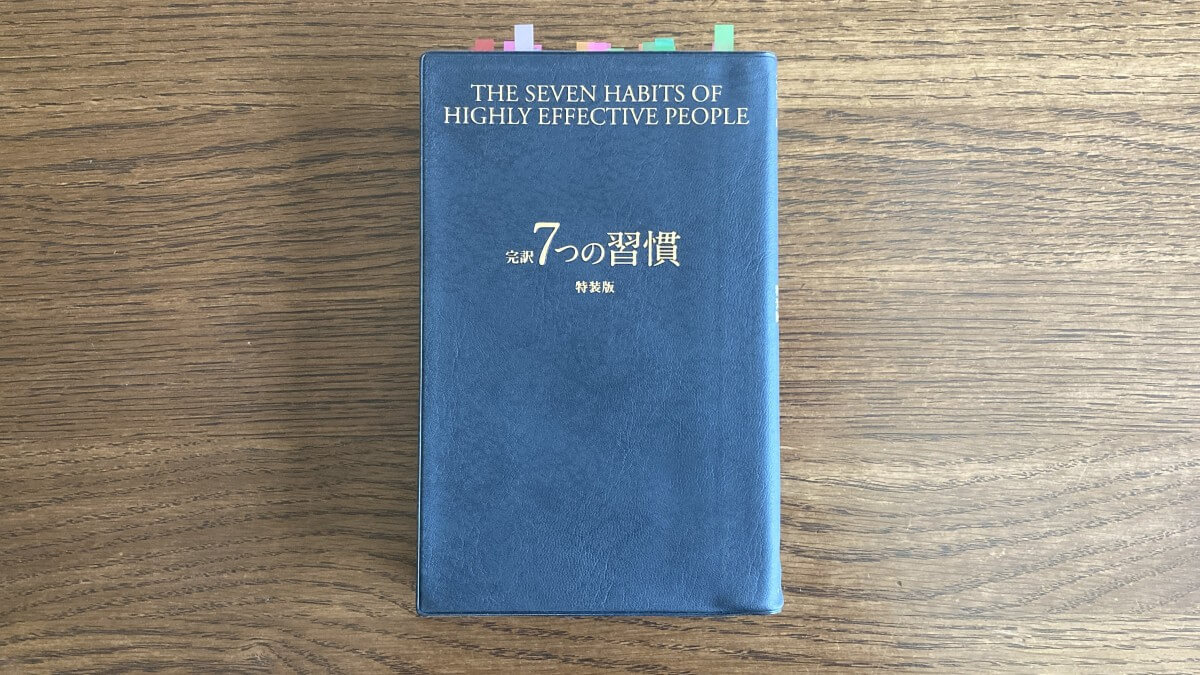 THE SEVEN HABITS OF
HIGHLY EFFECTIVE PEOPLE
完訳 7つの習慣
特装版